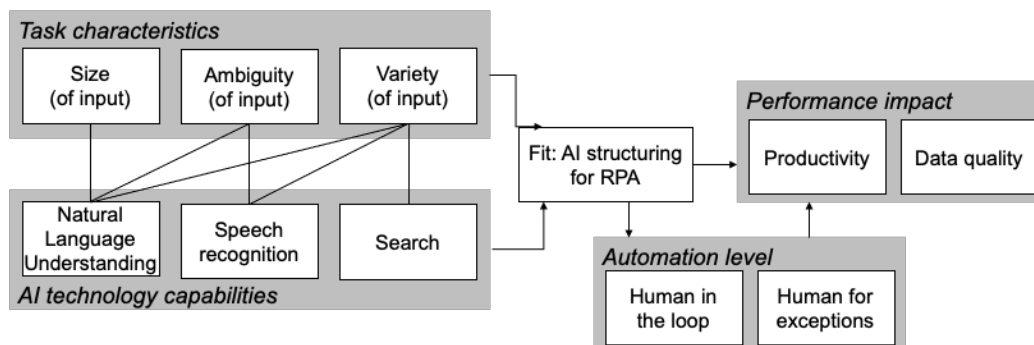 Task characteristics
Size
(of input)
Ambiguity
(of input)
Variety
(of input)
Natural
Language
Understanding
Speech
recognition
Search
AI technology capabilities
Fit: AI structuring
for RPA
Performance impact
Productivity
Data quality
Automation level
Human in
the loop
Human for
exceptions